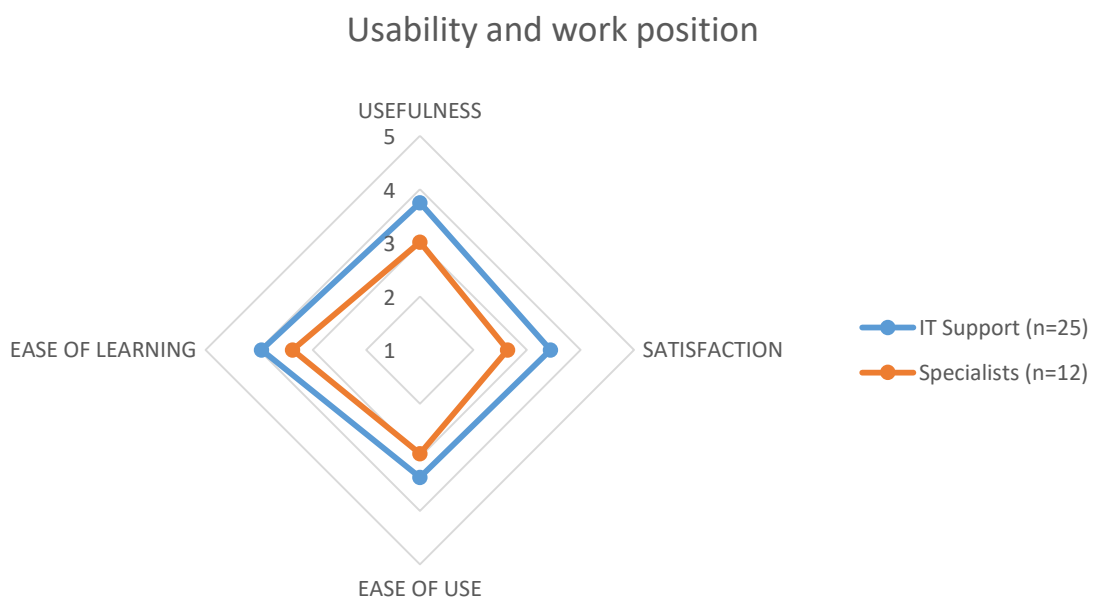 Usability and work position
USEFULNESS
5
4
3
2
1
EASE OF LEARNING
SATISFACTION
EASE OF USE
IT Support (n=25)
Specialists (n=12)